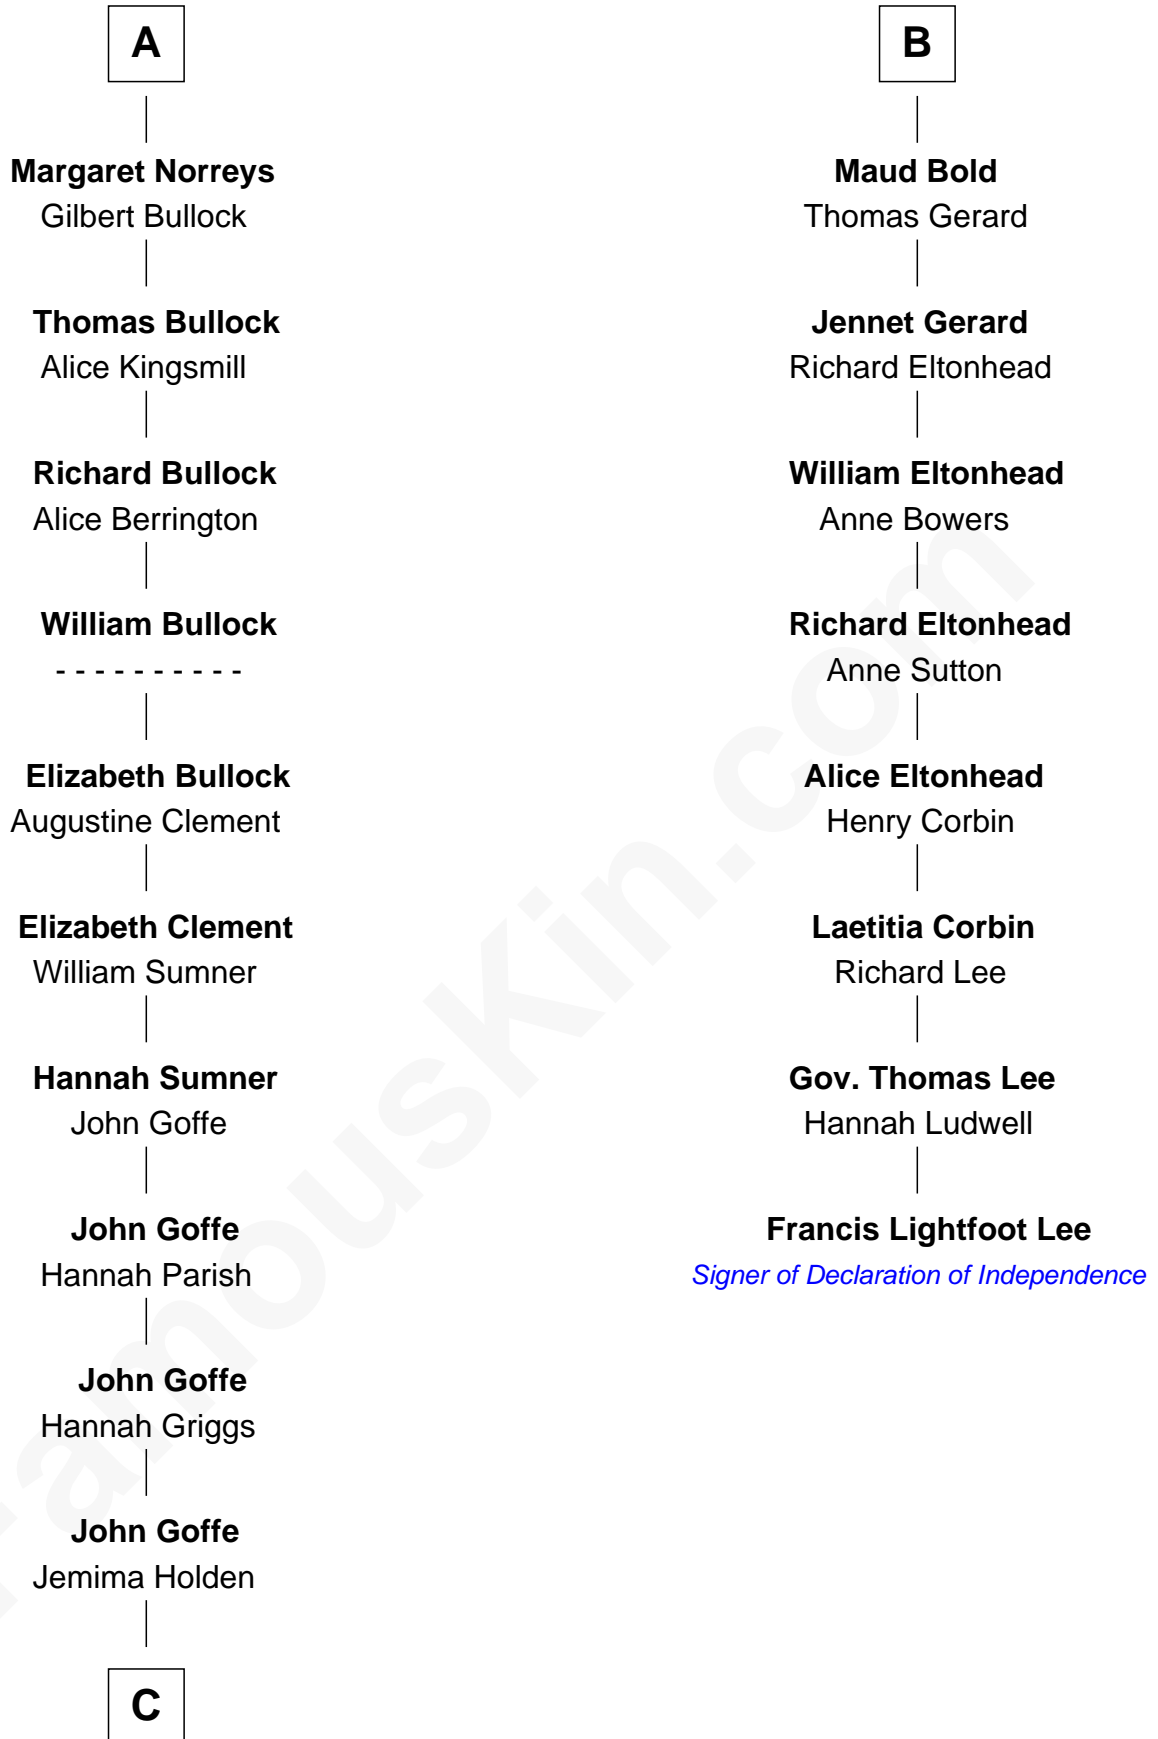 A
Margaret Norreys
Gilbert Bullock
Thomas Bullock
Alice Kingsmill
Richard Bullock
Alice Berrington
William Bullock
- - - - - - - - - -
Elizabeth Bullock
Augustine Clement
Elizabeth Clement
William Sumner
Hannah Sumner
John Goffe
John Goffe
Hannah Parish
John Goffe
Hannah Griggs
John Goffe
Jemima Holden
C
B
Maud Bold
Thomas Gerard
Jennet Gerard
Richard Eltonhead
William Eltonhead
Anne Bowers
Richard Eltonhead
Anne Sutton
Alice Eltonhead
Henry Corbin
Laetitia Corbin
Richard Lee
Gov. Thomas Lee
Hannah Ludwell
Francis Lightfoot Lee
Signer of Declaration of Independence
FamousKin.com